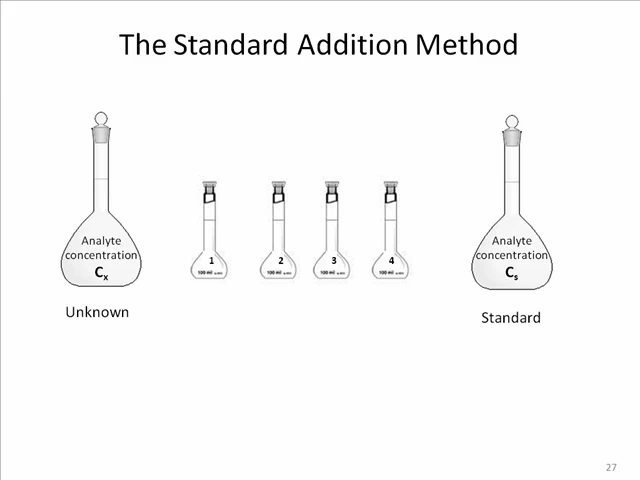 The Standard Addition Method
Analyte
concentration
Cx
Unknown
1
100 ml
2
100 ml
3
100 ml
4
100 ml
Analyte
concentration
Cs
Standard
27